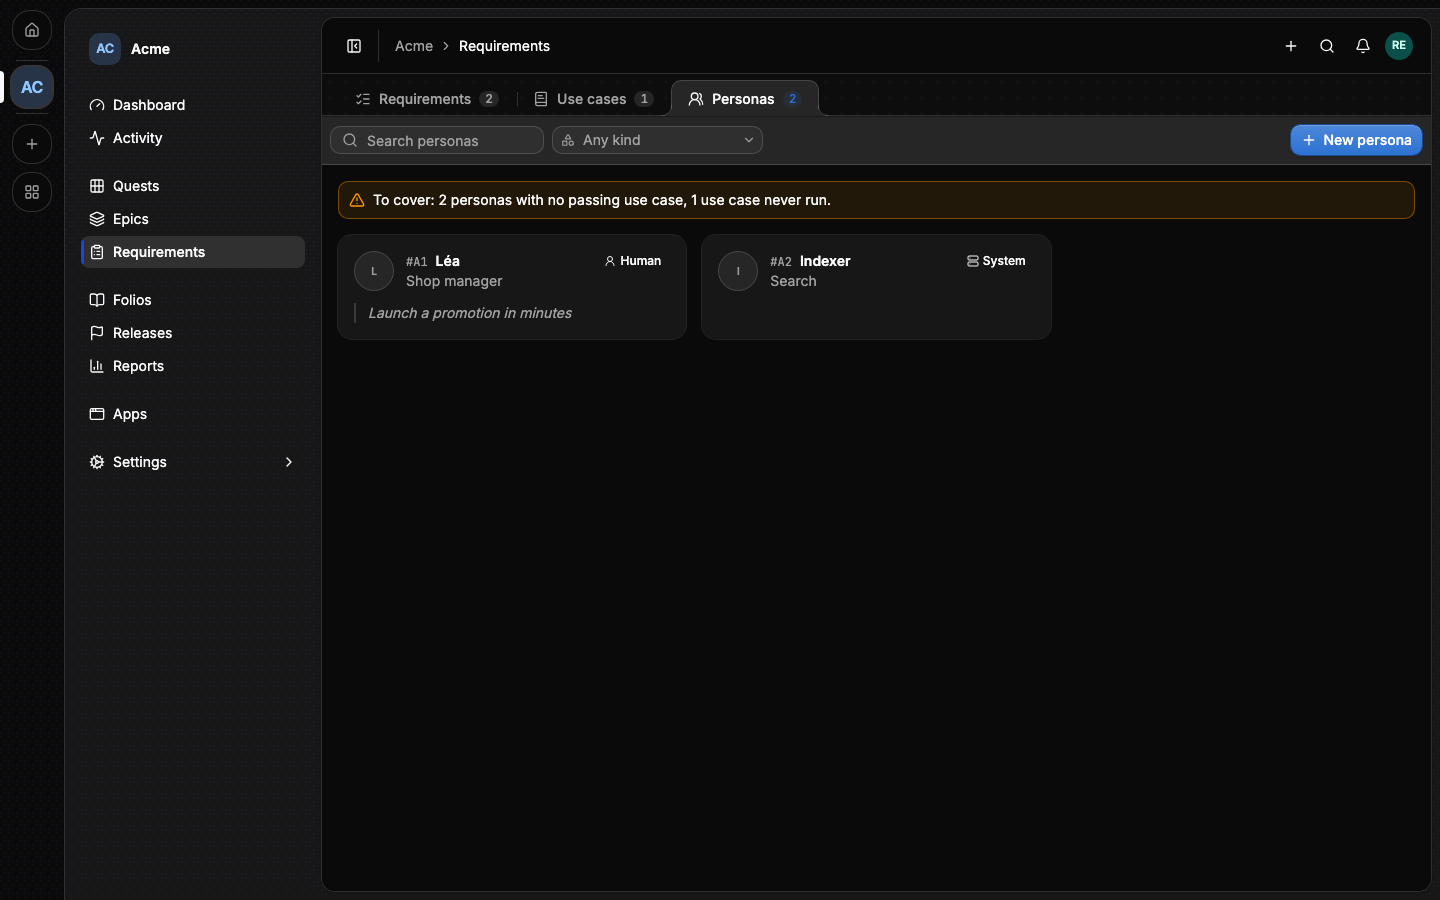 AC
Acme
Dashboard
Activity
Quests
Epics
Requirements
Folios
Releases
Reports
Apps
Settings
AC
Acme > Requirements
RE
Requirements 2
Use cases 1
Personas 2
Search personas
Any kind
+ New persona
To cover: 2 personas with no passing use case, 1 use case never run.
L
#A1 Léa
Human
Shop manager
Launch a promotion in minutes
I
#A2 Indexer
System
Search